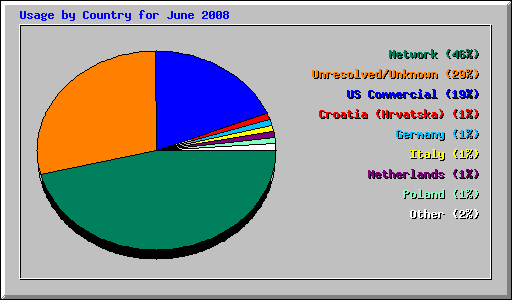 Usage by Country for June 2008
Network (46%)
Unresolved/Unknown (29%)
US Commercial (19%)
Croatia (Hrvatska) (1%)
Germany (1%)
Italy (1%)
Netherlands (1%)
Poland (1%)
Other (2%)